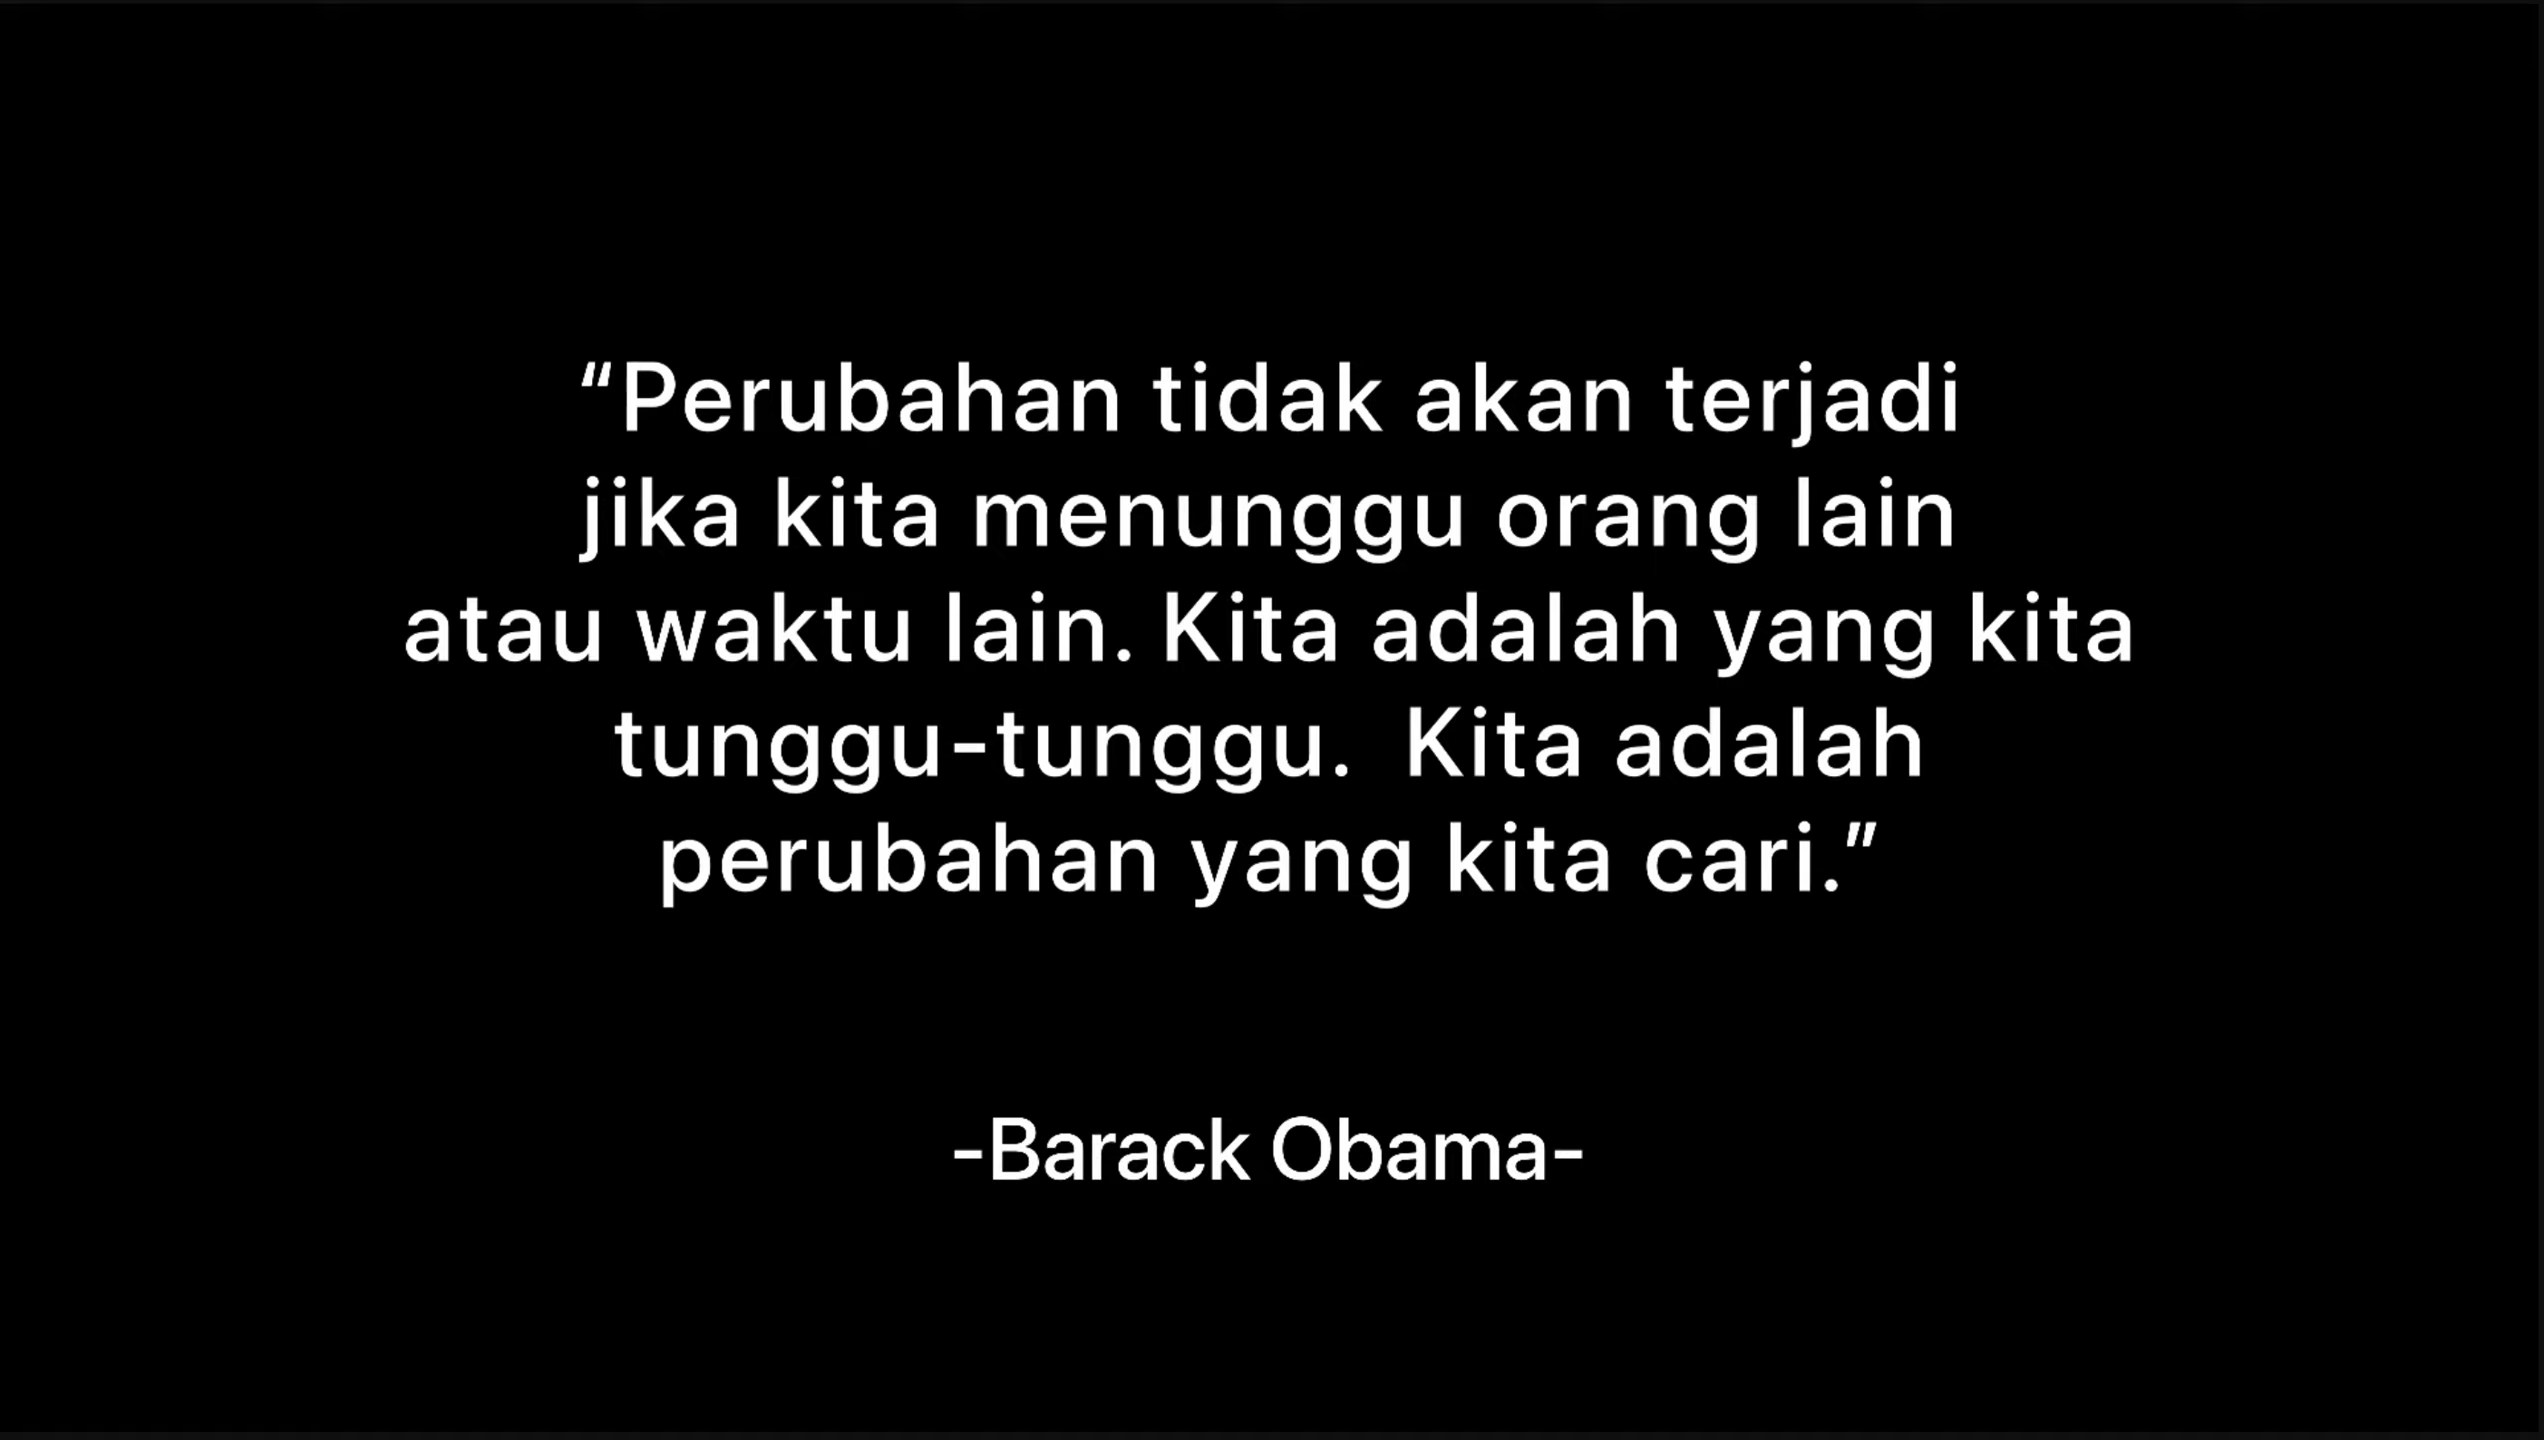 “Perubahan tidak akan terjadi
jika kita menunggu orang lain
atau waktu lain. Kita adalah yang kita
tunggu-tunggu.  Kita adalah
perubahan yang kita cari.”
-Barack Obama-